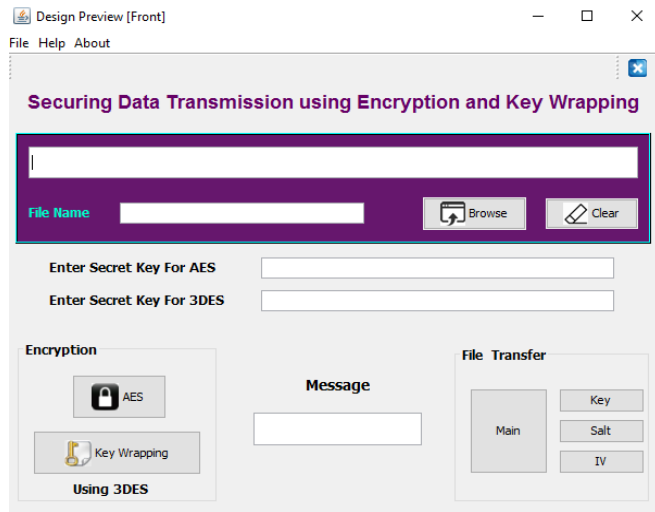 Design Preview [Front]
File Help About
Securing Data Transmission using Encryption and Key Wrapping
File Name
Browse
Clear
Enter Secret Key For AES
Enter Secret Key For 3DES
Encryption
AES
Key Wrapping
Using 3DES
Message
File Transfer
Main
Key
Salt
IV